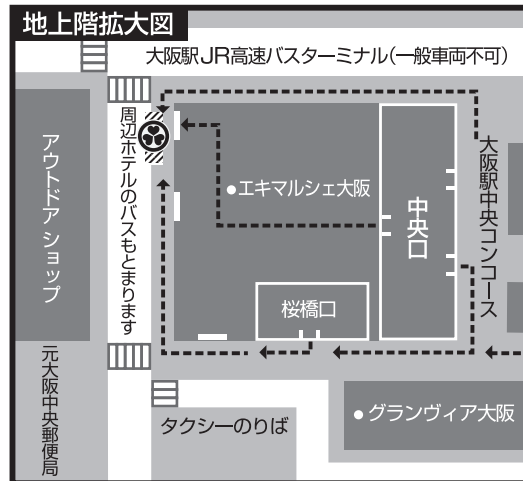 地上階拡大図
大阪駅JR高速バスターミナル(一般車両不可)
アウトドア ショップ
周辺ホテルのバスもとまります
●エキマルシェ大阪
中央口
大阪駅中央コンコース
桜橋口
元大阪中央郵便局
タクシーのりば
●グランヴィア大阪